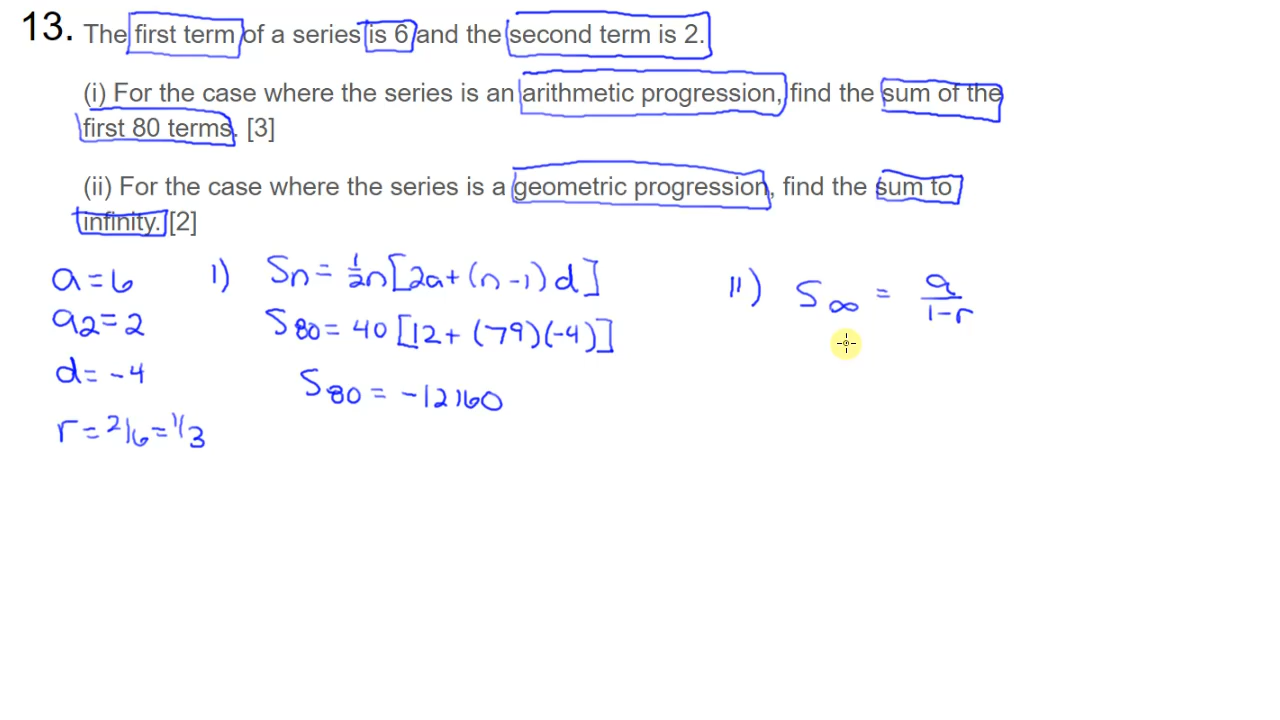 13. The first term of a series is 6 and the second term is 2.
(i) For the case where the series is an arithmetic progression, find the sum of the
first 80 terms. [3]
(ii) For the case where the series is a geometric progression, find the sum to
infinity. [2]
a = 6
a2 = 2
d = -4
r = 2/6 = 1/3
i) Sn = 1/2n[2a + (n - 1)d]
S80 = 40[12 + (79)(-4)]
S80 = -12160
ii) S∞ = a/1-r